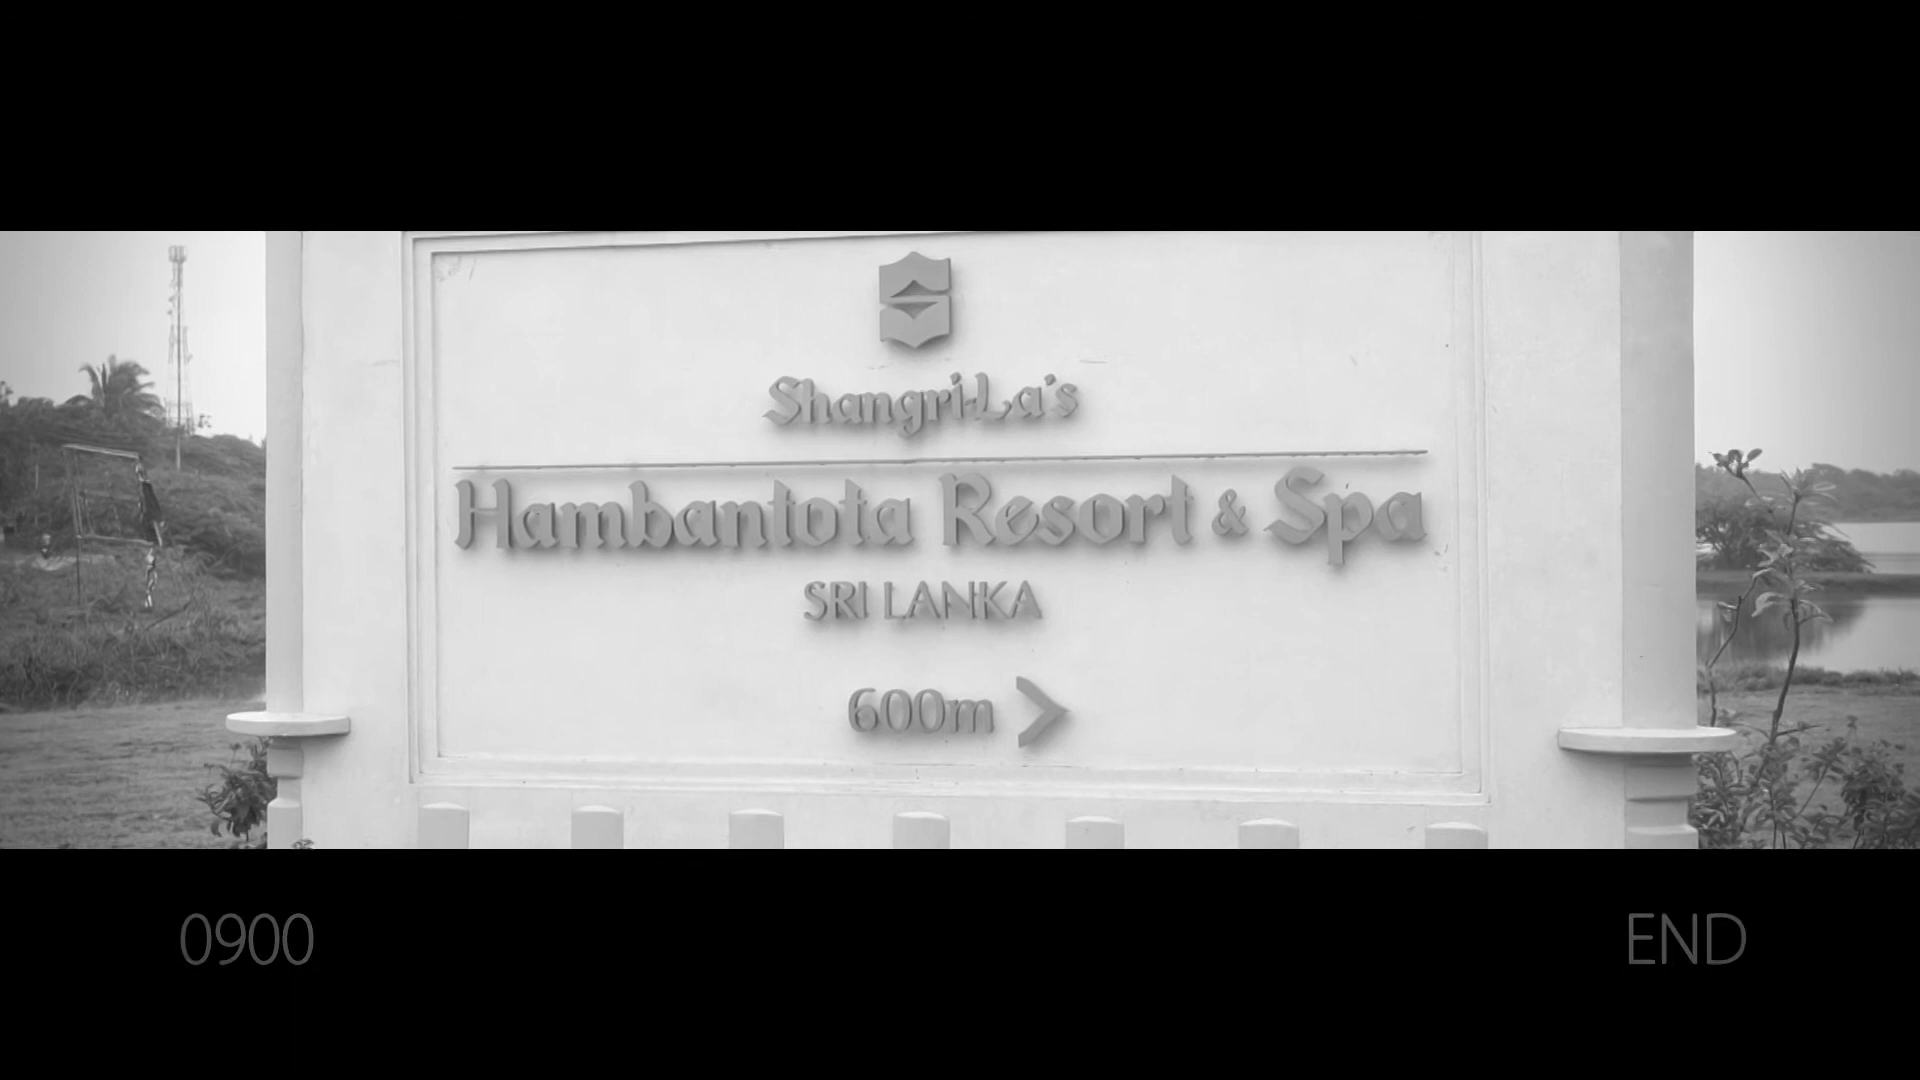 Shangri-La's
Hambantota Resort & Spa
SRI LANKA
600m >
0900
END